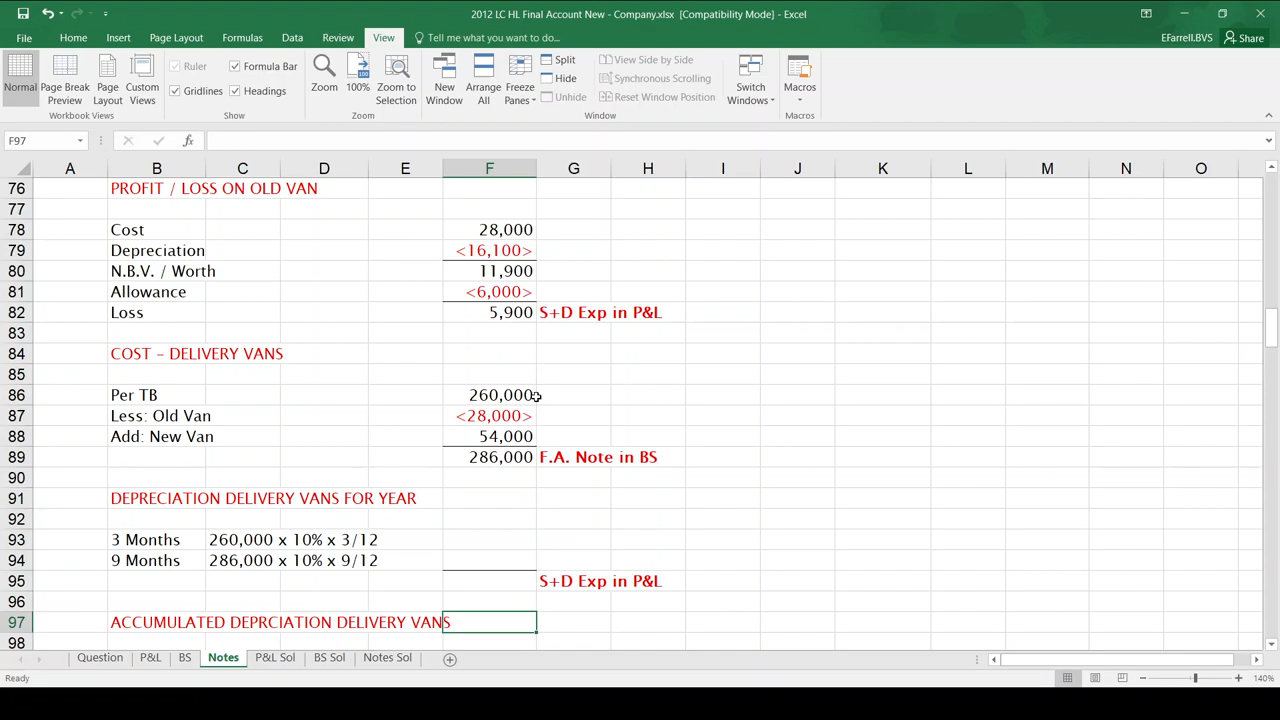 2012 LC HL Final Account New - Company.xlsx [Compatibility Mode] - Excel
File Home Insert Page Layout Formulas Data Review View Tell me what you want to do... EFarrell.BVS Share
Normal Page Break Preview Page Layout Custom Views Ruler Formula Bar Gridlines Headings Zoom 100% Zoom to Selection New Window Arrange All Freeze Panes Split Hide Unhide View Side by Side Synchronous Scrolling Reset Window Position Switch Windows Macros
Workbook Views Show Zoom Window Macros
F97 fx
A B C D E F G H I J K L M N O
76 PROFIT / LOSS ON OLD VAN
77
78 Cost 28,000
79 Depreciation <16,100>
80 N.B.V. / Worth 11,900
81 Allowance <6,000>
82 Loss 5,900 S+D Exp in P&L
83
84 COST - DELIVERY VANS
85
86 Per TB 260,000
87 Less: Old Van <28,000>
88 Add: New Van 54,000
89 286,000 F.A. Note in BS
90
91 DEPRECIATION DELIVERY VANS FOR YEAR
92
93 3 Months 260,000 x 10% x 3/12
94 9 Months 286,000 x 10% x 9/12
95 S+D Exp in P&L
96
97 ACCUMULATED DEPRCIATION DELIVERY VANS
98
Question P&L BS Notes P&L Sol BS Sol Notes Sol
Ready 140%